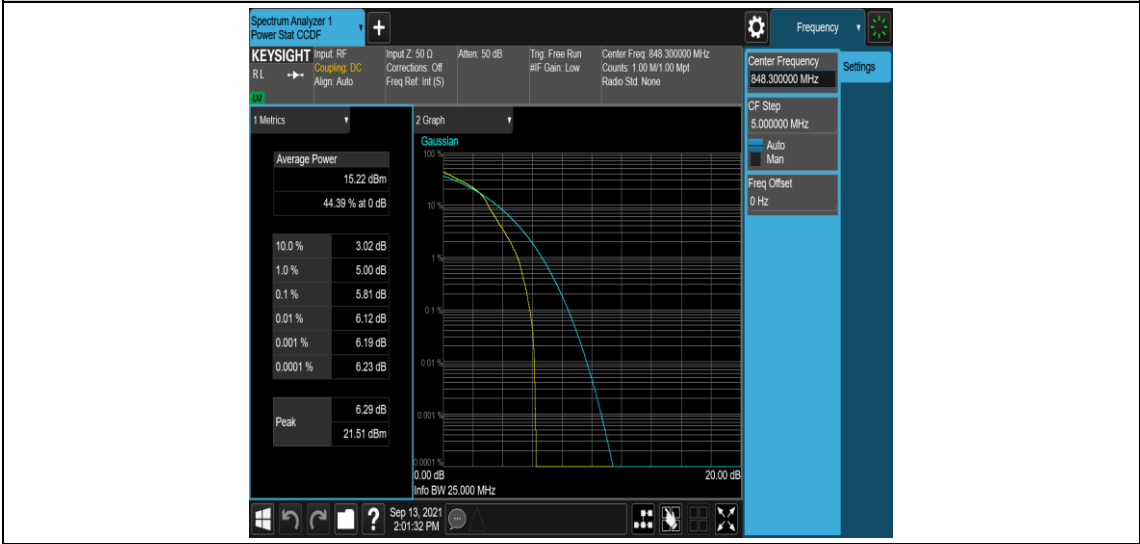 Spectrum Analyzer 1
Power Stat CCDF
+
Frequency
KEYSIGHT
R L
LM
Input: RF
Coupling: DC
Align: Auto
Input Z: 50 Ω
Corrections: Off
Freq Ref: Int (S)
Atten: 50 dB
Trig: Free Run
#IF Gain: Low
Center Freq: 848.300000 MHz
Counts: 1.00 M/1.00 Mpt
Radio Std: None
Center Frequency
848.300000 MHz
Settings
CF Step
5.000000 MHz
Auto
Man
Freq Offset
0 Hz
1 Metrics
Average Power
15.22 dBm
44.39 % at 0 dB
10.0 % 3.02 dB
1.0 % 5.00 dB
0.1 % 5.81 dB
0.01 % 6.12 dB
0.001 % 6.19 dB
0.0001 % 6.23 dB
Peak
6.29 dB
21.51 dBm
2 Graph
Gaussian
100 %
10 %
1 %
0.1 %
0.01 %
0.001 %
0.0001 %
0.00 dB 20.00 dB
Info BW 25.000 MHz
?
Sep 13, 2021
2:01:32 PM